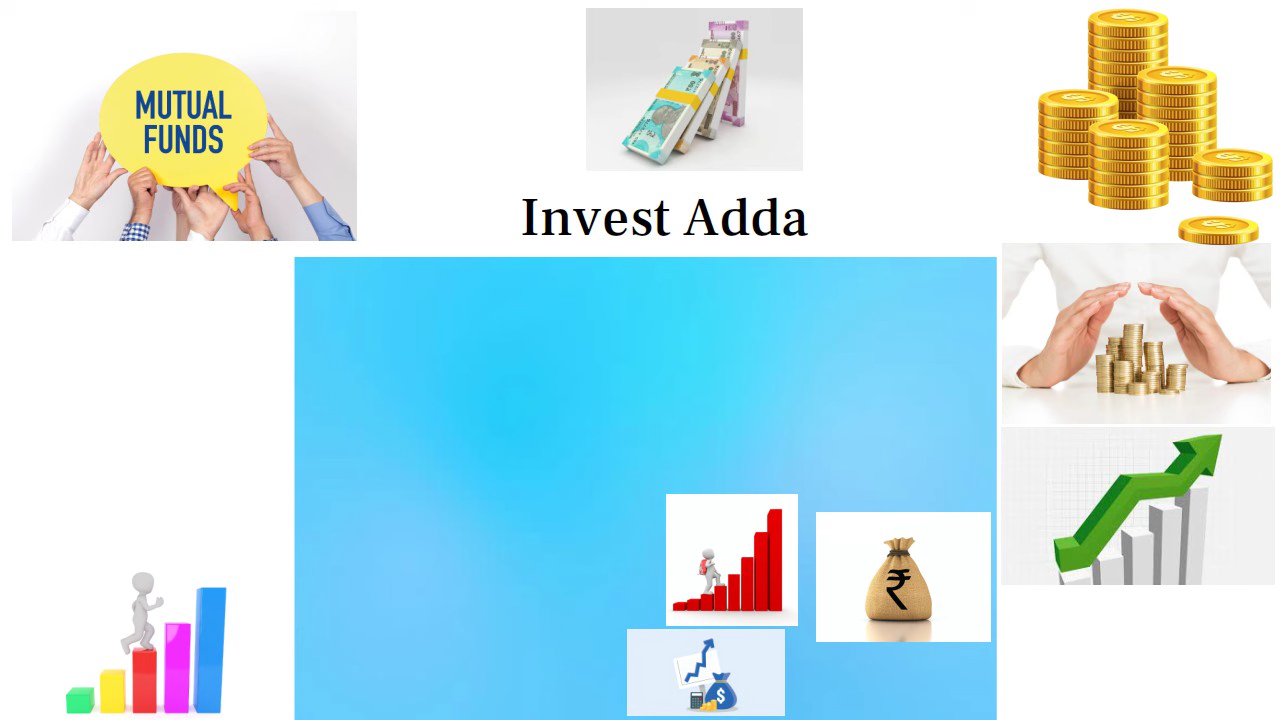 MUTUAL
FUNDS
Invest Adda
₹
$